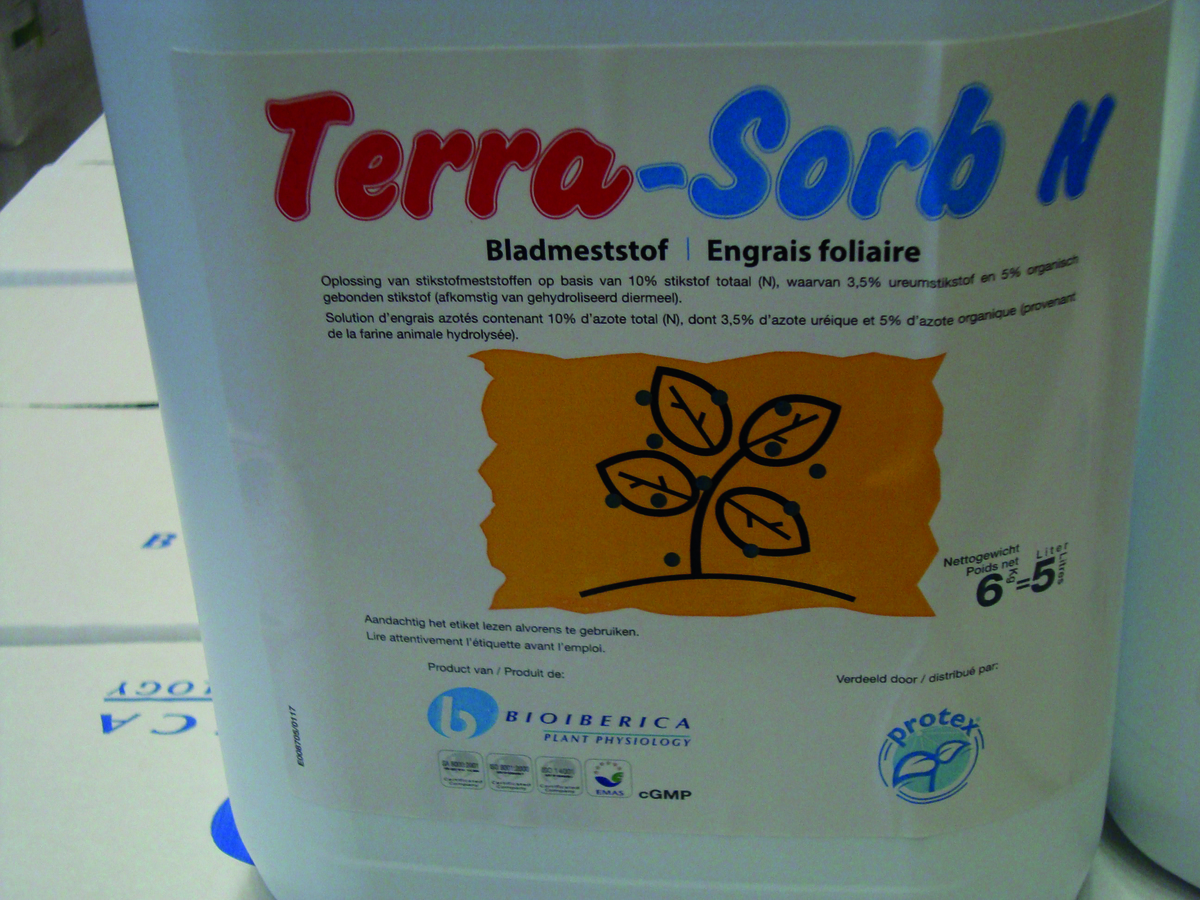 Terra-Sorb N
Bladmeststof | Engrais foliaire
Oplossing van stikstofmeststoffen op basis van 10% stikstof totaal (N), waarvan 3,5% ureumstikstof en 5% organisch
gebonden stikstof (afkomstig van gehydroliseerd diermeel).
Solution d'engrais azotés contenant 10% d'azote total (N), dont 3,5% d'azote uréique et 5% d'azote organique (provenant
de la farine animale hydrolysée).
Nettogewicht
Poids net
6 Kg = 5 Liter Litres
Aandachtig het etiket lezen alvorens te gebruiken.
Lire attentivement l'étiquette avant l'emploi.
Product van / Produit de:
Verdeeld door / distribué par:
b BIOIBERICA
PLANT PHYSIOLOGY
protex
EMAS
cGMP
E008705/0117
B
OLOGY
CA